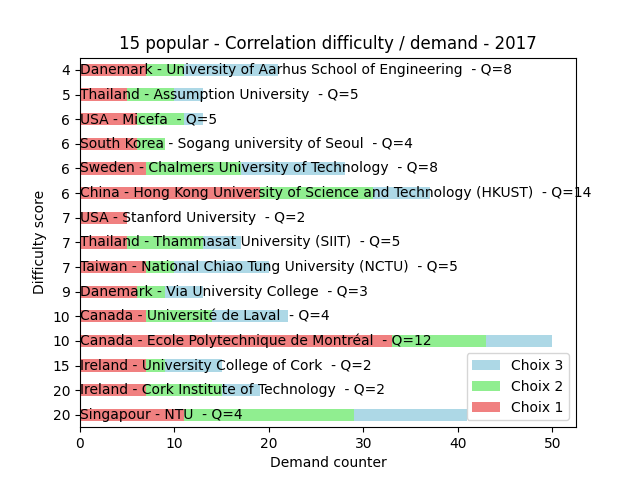 15 popular - Correlation difficulty / demand - 2017
Difficulty score
4 Danemark - University of Aarhus School of Engineering - Q=8
5 Thailand - Assumption University - Q=5
6 USA - Micefa - Q=5
6 South Korea - Sogang university of Seoul - Q=4
6 Sweden - Chalmers University of Technology - Q=8
6 China - Hong Kong University of Science and Technology (HKUST) - Q=14
7 USA - Stanford University - Q=2
7 Thailand - Thammasat University (SIIT) - Q=5
7 Taiwan - National Chiao Tung University (NCTU) - Q=5
9 Danemark - Via University College - Q=3
10 Canada - Université de Laval - Q=4
10 Canada - Ecole Polytechnique de Montréal - Q=12
15 Ireland - University College of Cork - Q=2
20 Ireland - Cork Institute of Technology - Q=2
20 Singapour - NTU - Q=4
Choix 3
Choix 2
Choix 1
0 10 20 30 40 50
Demand counter